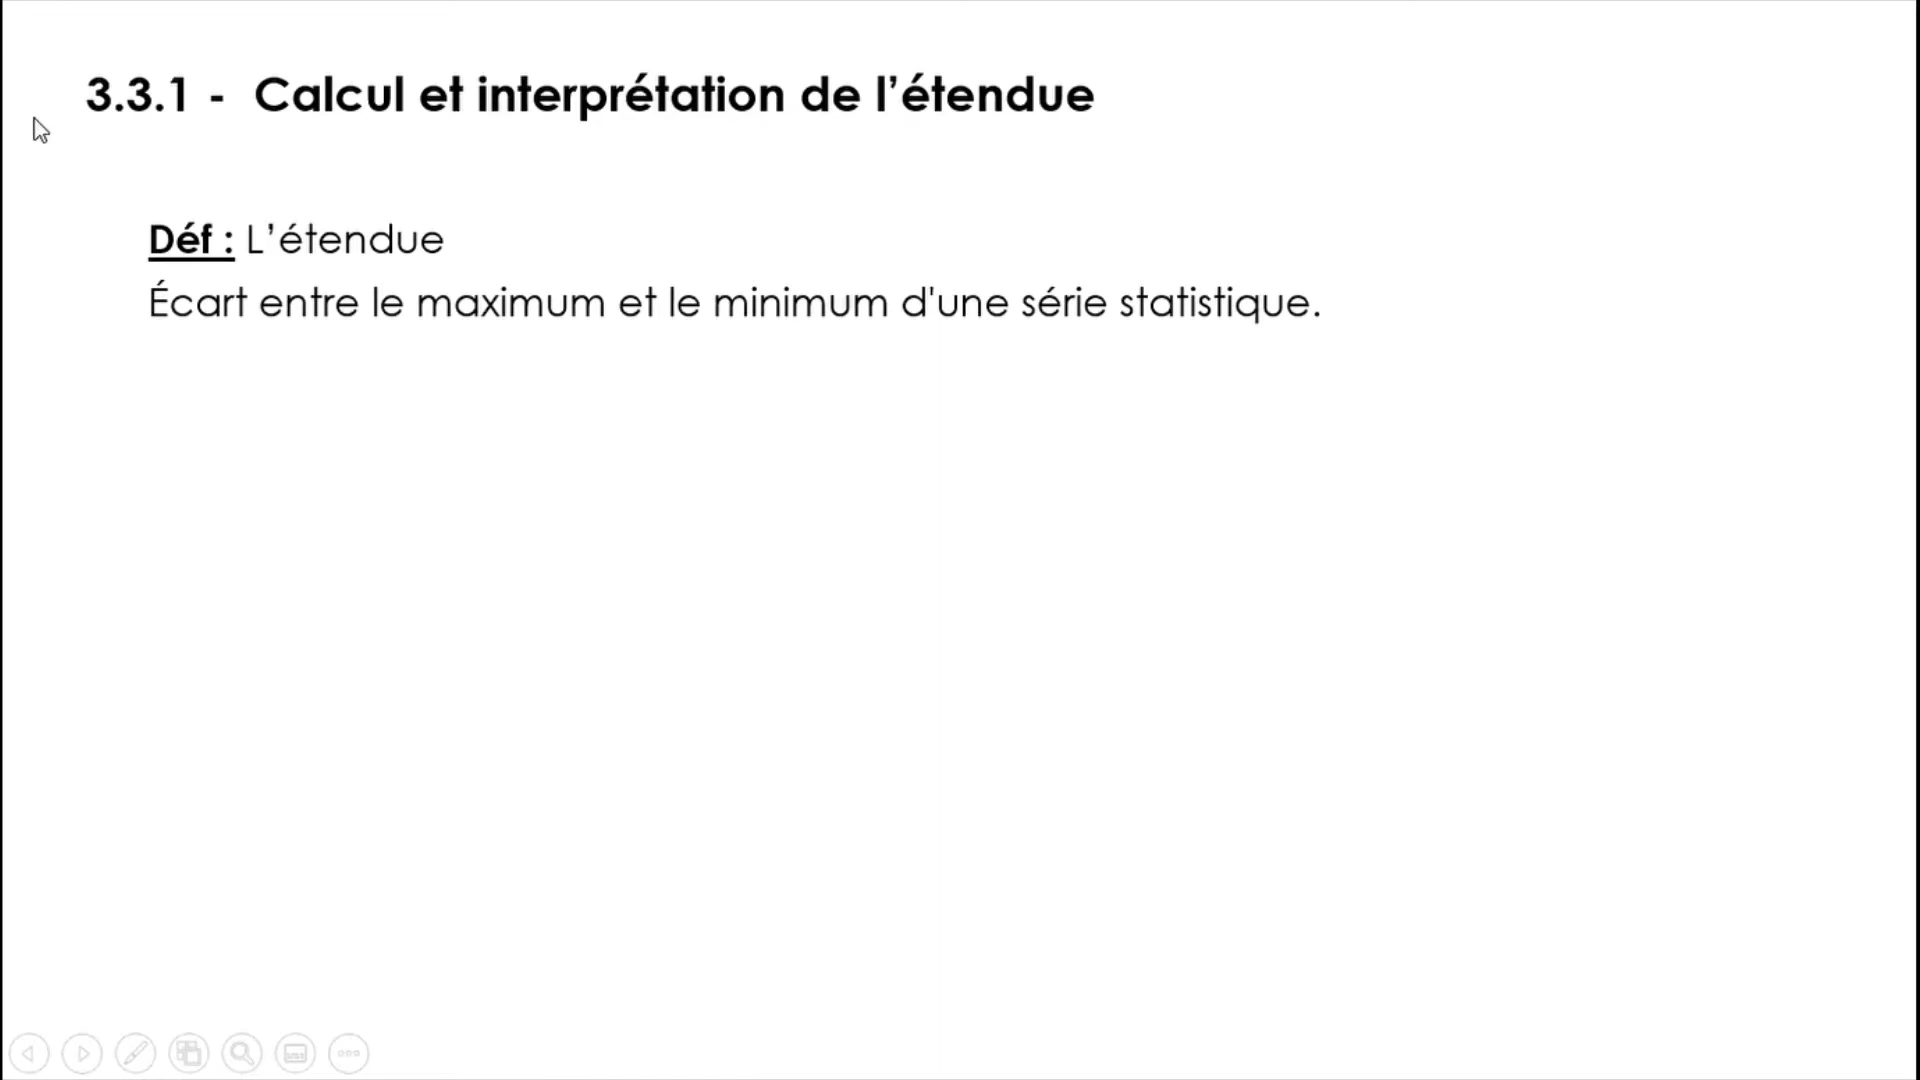 3.3.1 - Calcul et interprétation de l’étendue
Déf : L’étendue
Écart entre le maximum et le minimum d'une série statistique.